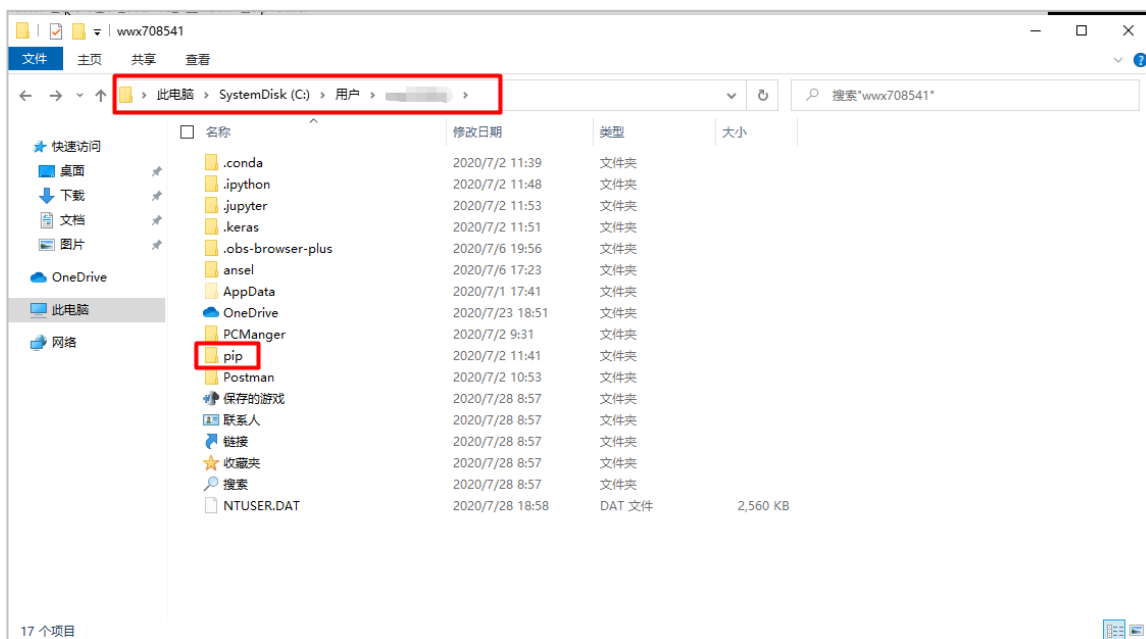 wwx708541
文件 主页 共享 查看
此电脑 › SystemDisk (C:) › 用户 › ›
搜索"wwx708541"
名称 修改日期 类型 大小
快速访问
桌面
下载
文档
图片
OneDrive
此电脑
网络
.conda 2020/7/2 11:39 文件夹
.ipython 2020/7/2 11:48 文件夹
.jupyter 2020/7/2 11:53 文件夹
.keras 2020/7/2 11:51 文件夹
.obs-browser-plus 2020/7/6 19:56 文件夹
ansel 2020/7/6 17:23 文件夹
AppData 2020/7/1 17:41 文件夹
OneDrive 2020/7/23 18:51 文件夹
PCManger 2020/7/2 9:31 文件夹
pip 2020/7/2 11:41 文件夹
Postman 2020/7/2 10:53 文件夹
保存的游戏 2020/7/28 8:57 文件夹
联系人 2020/7/28 8:57 文件夹
链接 2020/7/28 8:57 文件夹
收藏夹 2020/7/28 8:57 文件夹
搜索 2020/7/28 8:57 文件夹
NTUSER.DAT 2020/7/28 18:58 DAT 文件 2,560 KB
17 个项目